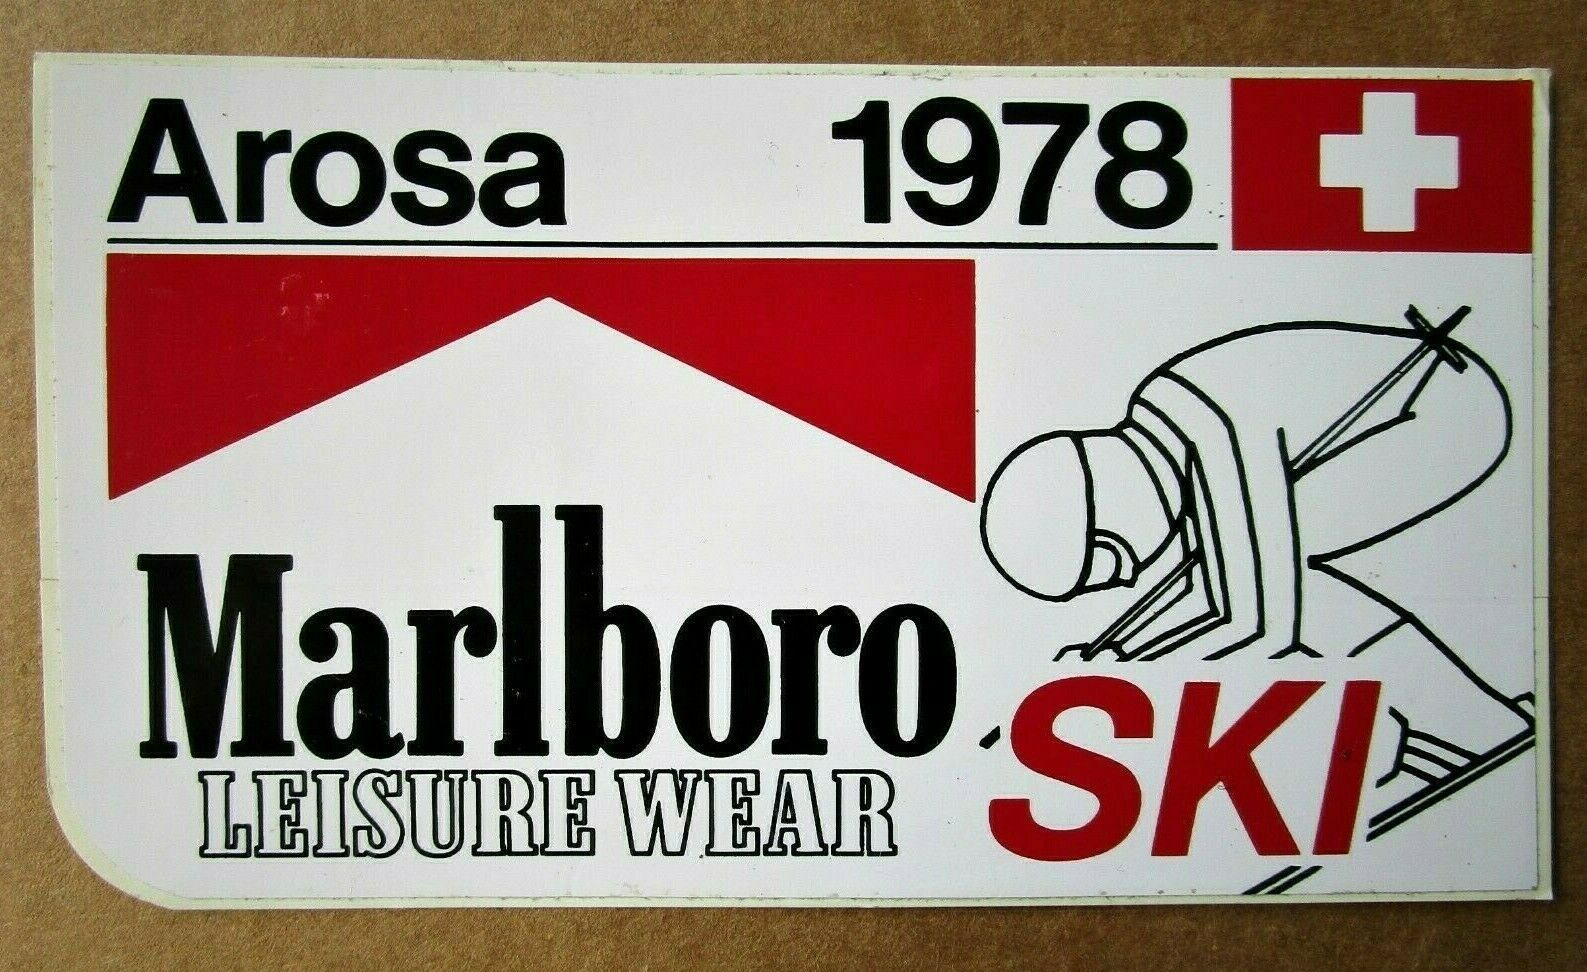 Arosa 1978
Marlboro
LEISURE WEAR
SKI